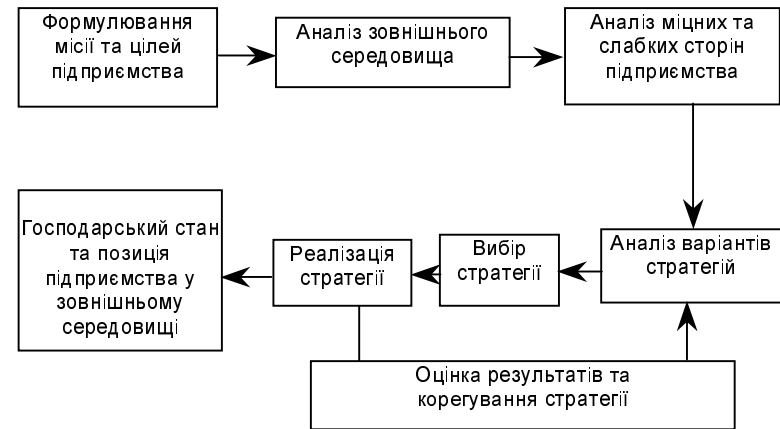 Формулювання
місії та цілей
підприємства
Аналіз зовнішнього
середовища
Аналіз міцних та
слабких сторін
підприємства
Аналіз варіантів
стратегій
Вибір
стратегії
Реалізація
стратегії
Господарський стан
та позиція
підприємства у
зовнішньому
середовищі
Оцінка результатів та
корегування стратегії